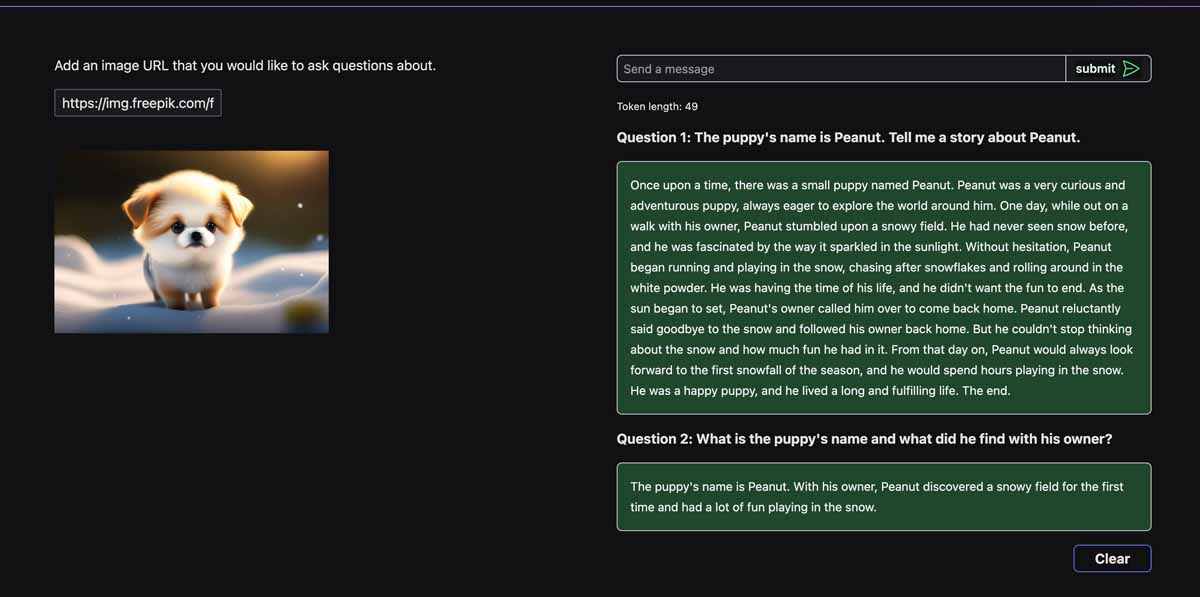 Add an image URL that you would like to ask questions about.
https://img.freepik.com/f
Send a message
submit
Token length: 49
Question 1: The puppy's name is Peanut. Tell me a story about Peanut.
Once upon a time, there was a small puppy named Peanut. Peanut was a very curious and
adventurous puppy, always eager to explore the world around him. One day, while out on a
walk with his owner, Peanut stumbled upon a snowy field. He had never seen snow before,
and he was fascinated by the way it sparkled in the sunlight. Without hesitation, Peanut
began running and playing in the snow, chasing after snowflakes and rolling around in the
white powder. He was having the time of his life, and he didn't want the fun to end. As the
sun began to set, Peanut's owner called him over to come back home. Peanut reluctantly
said goodbye to the snow and followed his owner back home. But he couldn't stop thinking
about the snow and how much fun he had in it. From that day on, Peanut would always look
forward to the first snowfall of the season, and he would spend hours playing in the snow.
He was a happy puppy, and he lived a long and fulfilling life. The end.
Question 2: What is the puppy's name and what did he find with his owner?
The puppy's name is Peanut. With his owner, Peanut discovered a snowy field for the first
time and had a lot of fun playing in the snow.
Clear